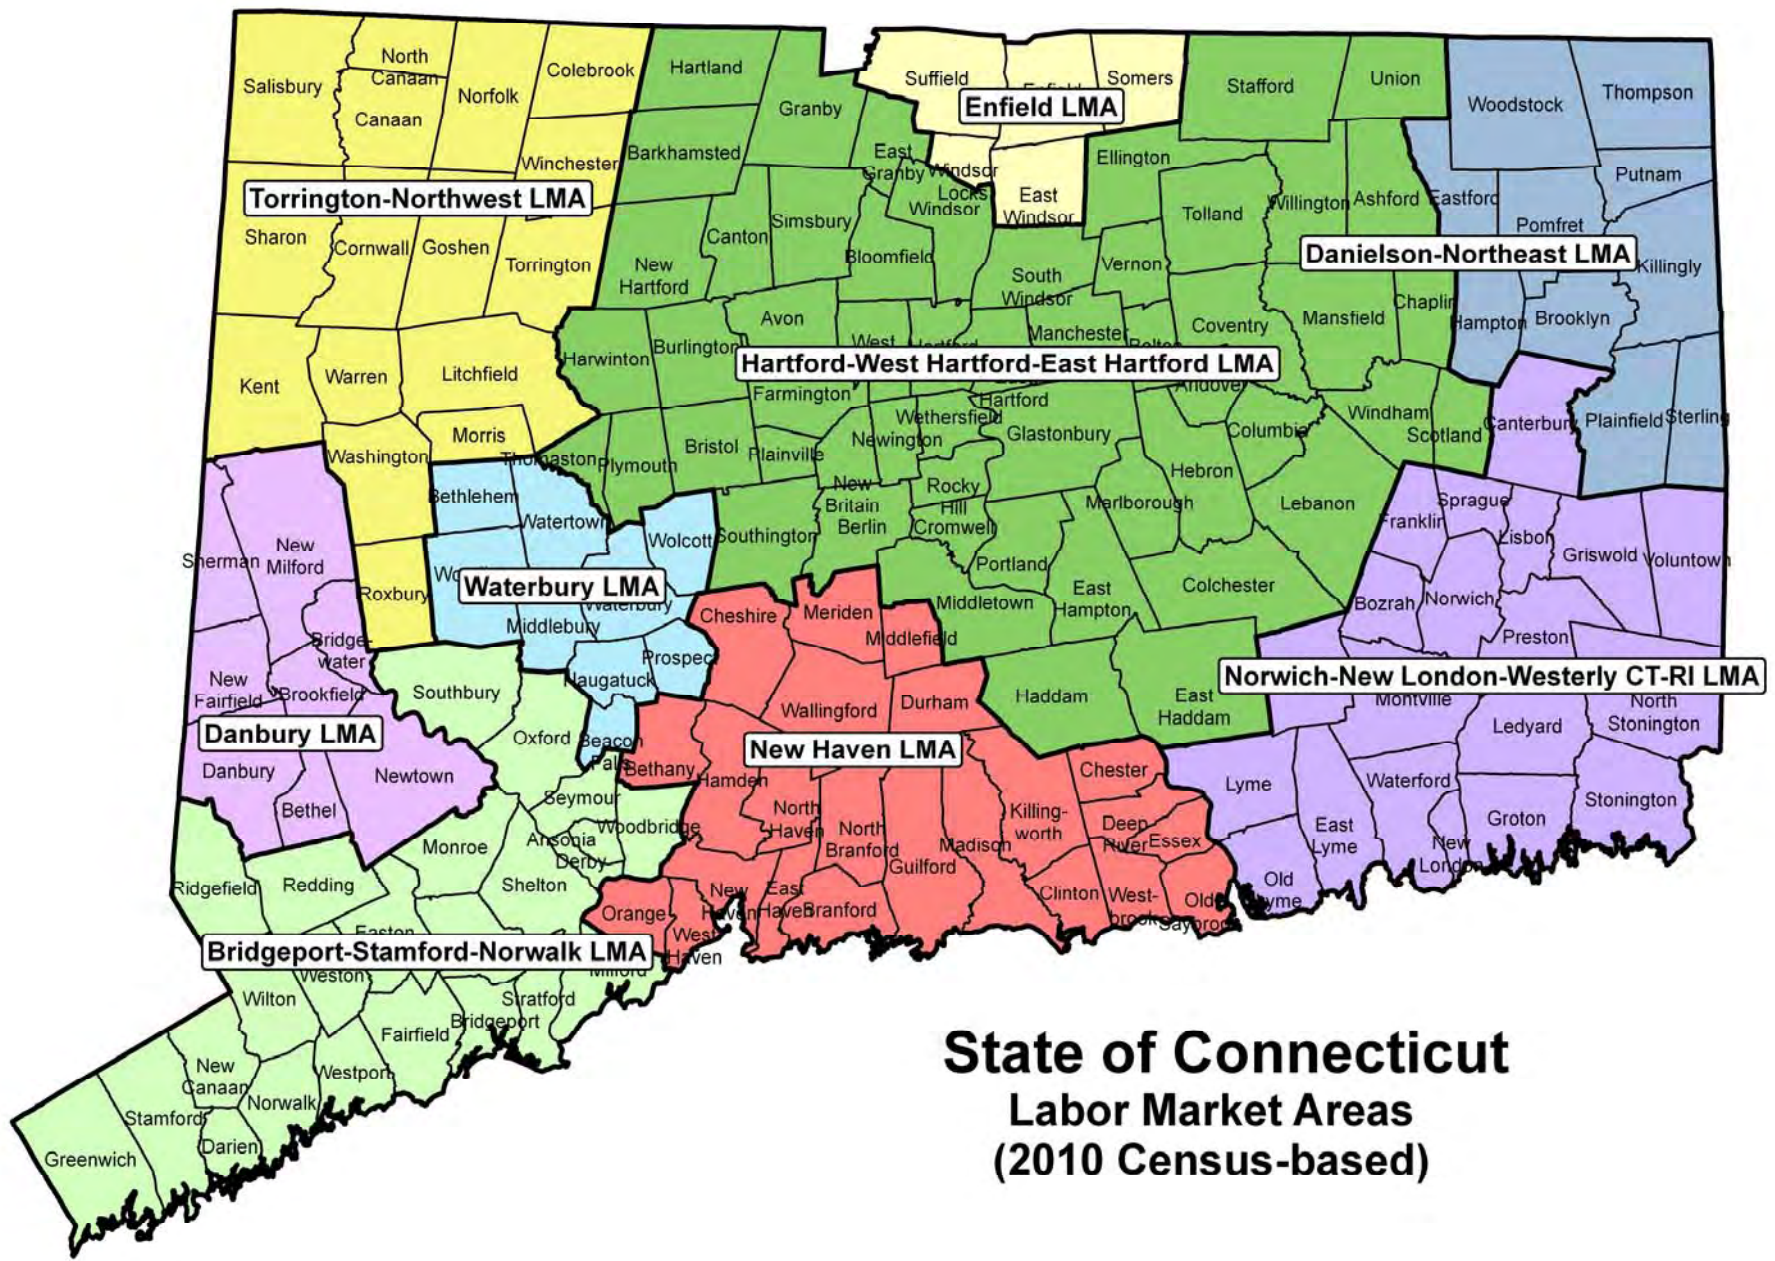 Salisbury
North
Canaan
Canaan
Norfolk
Colebrook
Hartland
Granby
Suffield
Enfield
Somers
Enfield LMA
Stafford
Union
Woodstock
Thompson
Winchester
Barkhamsted
East
Granby
Windsor
Locks
Windsor
East
Windsor
Ellington
Tolland
Willington
Ashford
Eastford
Putnam
Pomfret
Torrington-Northwest LMA
Danielson-Northeast LMA
Sharon
Cornwall
Goshen
Torrington
New
Hartford
Canton
Simsbury
Bloomfield
South
Windsor
Vernon
Coventry
Mansfield
Chaplin
Hampton
Brooklyn
Killingly
Kent
Warren
Litchfield
Harwinton
Burlington
Avon
West
Hartford
Manchester
Bolton
Hartford-West Hartford-East Hartford LMA
Farmington
East
Hartford
Andover
Wethersfield
Newington
Glastonbury
Columbia
Windham
Scotland
Canterbury
Plainfield
Sterling
Morris
Washington
Thomaston
Plymouth
Bristol
Plainville
New
Britain
Berlin
Rocky
Hill
Cromwell
Hebron
Marlborough
Lebanon
Franklin
Sprague
Lisbon
Griswold
Voluntown
Bethlehem
Watertown
Wolcott
Southington
Sherman
New
Milford
Roxbury
Waterbury LMA
Waterbury
Middlebury
Portland
East
Hampton
Middletown
Colchester
Bozrah
Norwich
Preston
Bridge-
water
Cheshire
Meriden
Middlefield
Prospect
Naugatuck
New
Fairfield
Brookfield
Southbury
Haddam
East
Haddam
Norwich-New London-Westerly CT-RI LMA
Montville
Ledyard
North
Stonington
Danbury LMA
Danbury
Bethel
Newtown
Oxford
Beacon
Falls
Bethany
Wallingford
Durham
New Haven LMA
Hamden
North
Haven
North
Branford
Guilford
Madison
Killing-
worth
Chester
Deep
River
Essex
Lyme
East
Lyme
Waterford
New
London
Groton
Stonington
Seymour
Woodbridge
Ansonia
Derby
Monroe
Shelton
Ridgefield
Redding
Easton
Orange
West
Haven
New
Haven
East
Haven
Branford
Clinton
West-
brook
Old
Saybrook
Old
Lyme
Bridgeport-Stamford-Norwalk LMA
Weston
Milford
Wilton
Stratford
Bridgeport
Fairfield
Westport
New
Canaan
Norwalk
Stamford
Darien
Greenwich
State of Connecticut
Labor Market Areas
(2010 Census-based)